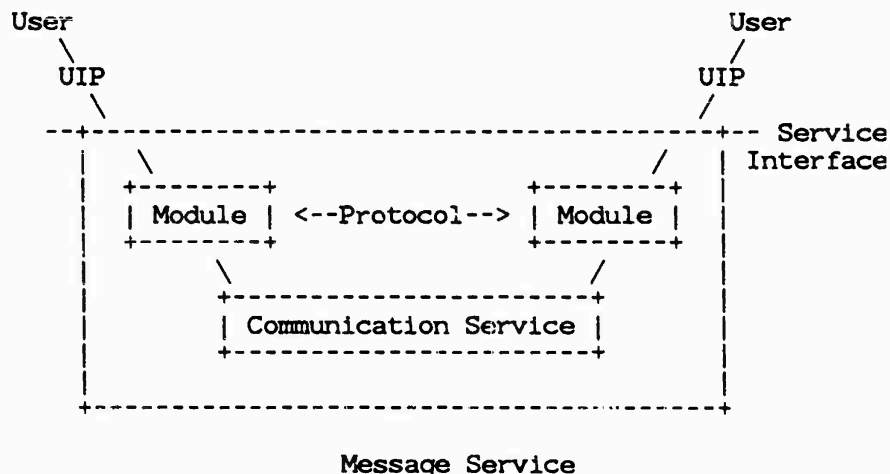 User User
UIP UIP
Service
Interface
Module <--Protocol--> Module
Communication Service
Message Service